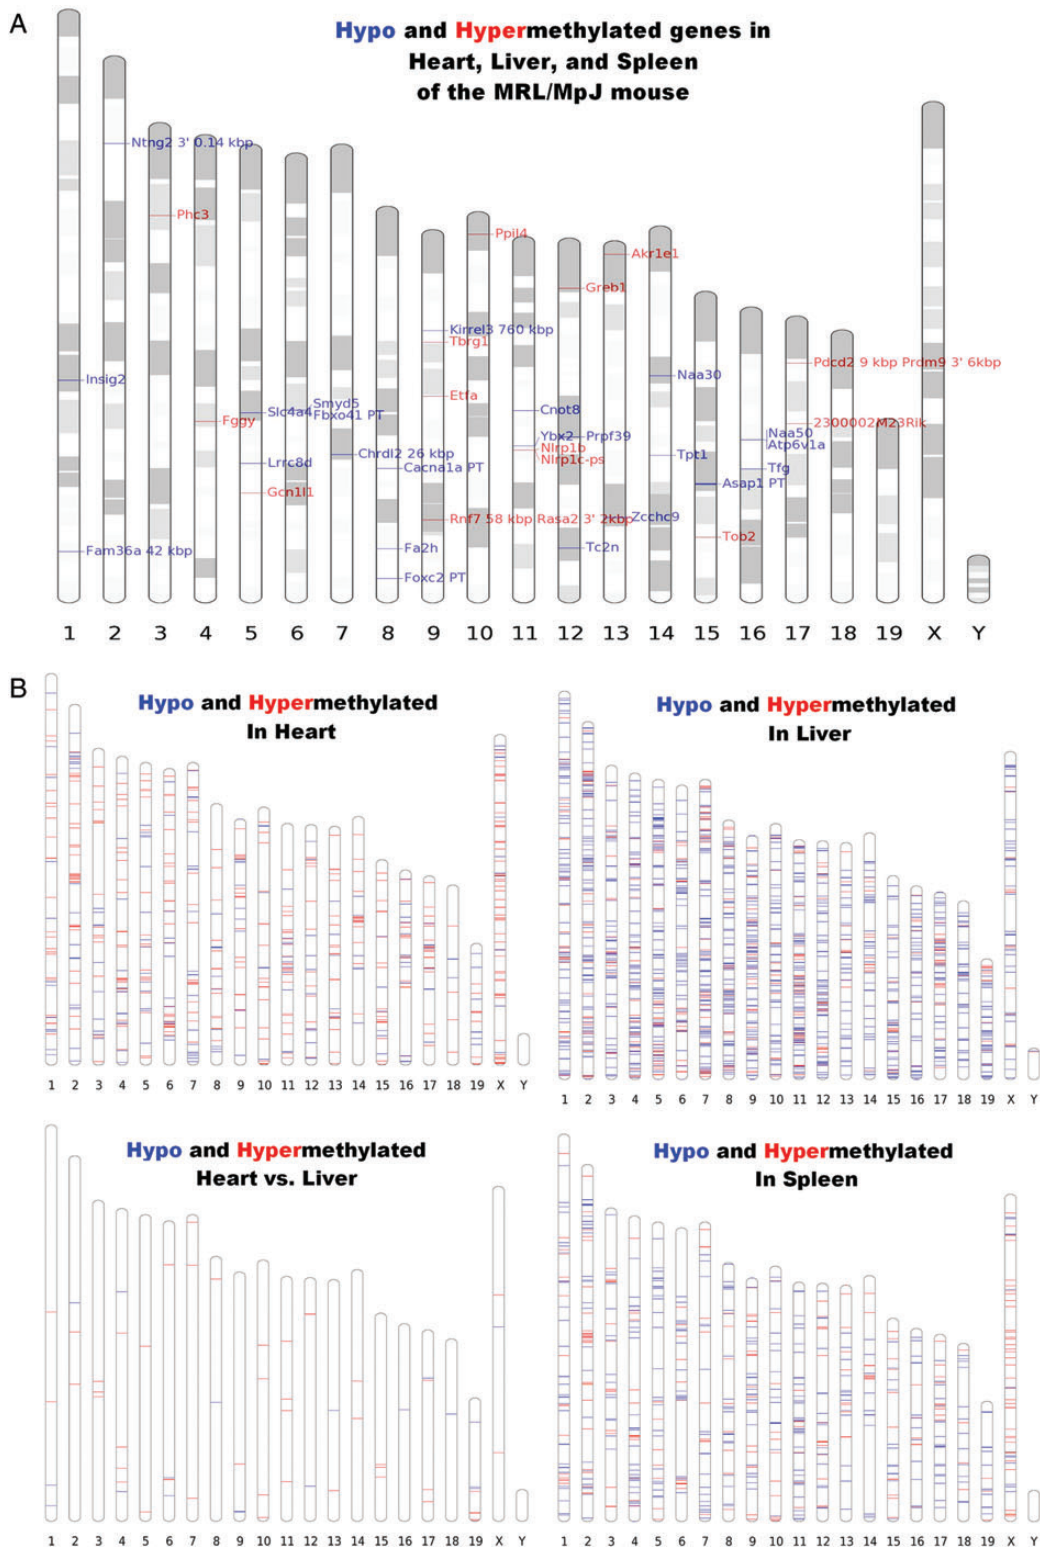 A
Hypo and Hypermethylated genes in
Heart, Liver, and Spleen
of the MRL/MpJ mouse
Ntng2 3' 0.14 kbp
Phc3
Ppil4
Akr1e1
Greb1
Kirrel3 760 kbp
Tbrg1
Pdcd2 9 kbp Prdm9 3' 6kbp
Insig2
Naa30
Etfa
Slc4a4
Smyd5
Fbxo41 PT
Cnot8
Fggy
2300002M23Rik
Ybx2
Prpf39
Naa50
Atp6v1a
Nlrp1b
Nlrp1c-ps
Chrdl2 26 kbp
Tpt1
Lrrc8d
Cacna1a PT
Tfg
Asap1 PT
Gcn1l1
Rnf7 58 kbp Rasa2 3' 2kbp
Zcchc9
Tob2
Fam36a 42 kbp
Fa2h
Tc2n
Foxc2 PT
1 2 3 4 5 6 7 8 9 10 11 12 13 14 15 16 17 18 19 X Y
B
Hypo and Hypermethylated
In Heart
1 2 3 4 5 6 7 8 9 10 11 12 13 14 15 16 17 18 19 X Y
Hypo and Hypermethylated
In Liver
1 2 3 4 5 6 7 8 9 10 11 12 13 14 15 16 17 18 19 X Y
Hypo and Hypermethylated
Heart vs. Liver
1 2 3 4 5 6 7 8 9 10 11 12 13 14 15 16 17 18 19 X Y
Hypo and Hypermethylated
In Spleen
1 2 3 4 5 6 7 8 9 10 11 12 13 14 15 16 17 18 19 X Y